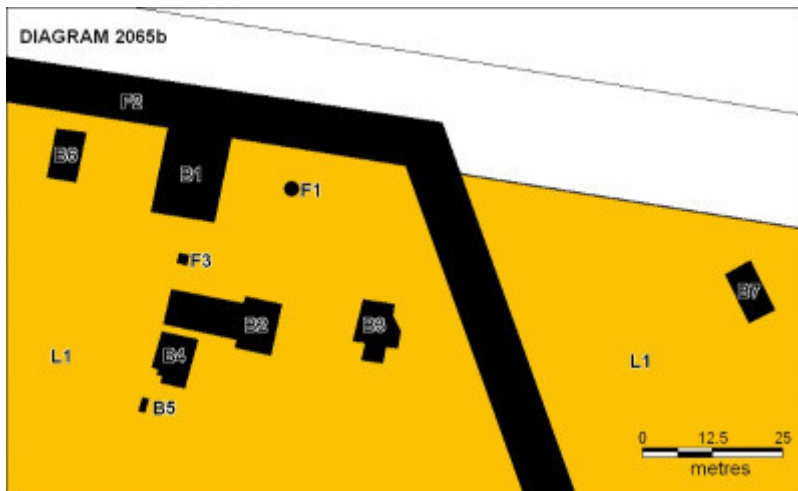 DIAGRAM 2065b
F2
B6
B1
F1
F3
B7
B2
B3
B4
L1
L1
B5
0 12.5 25
metres